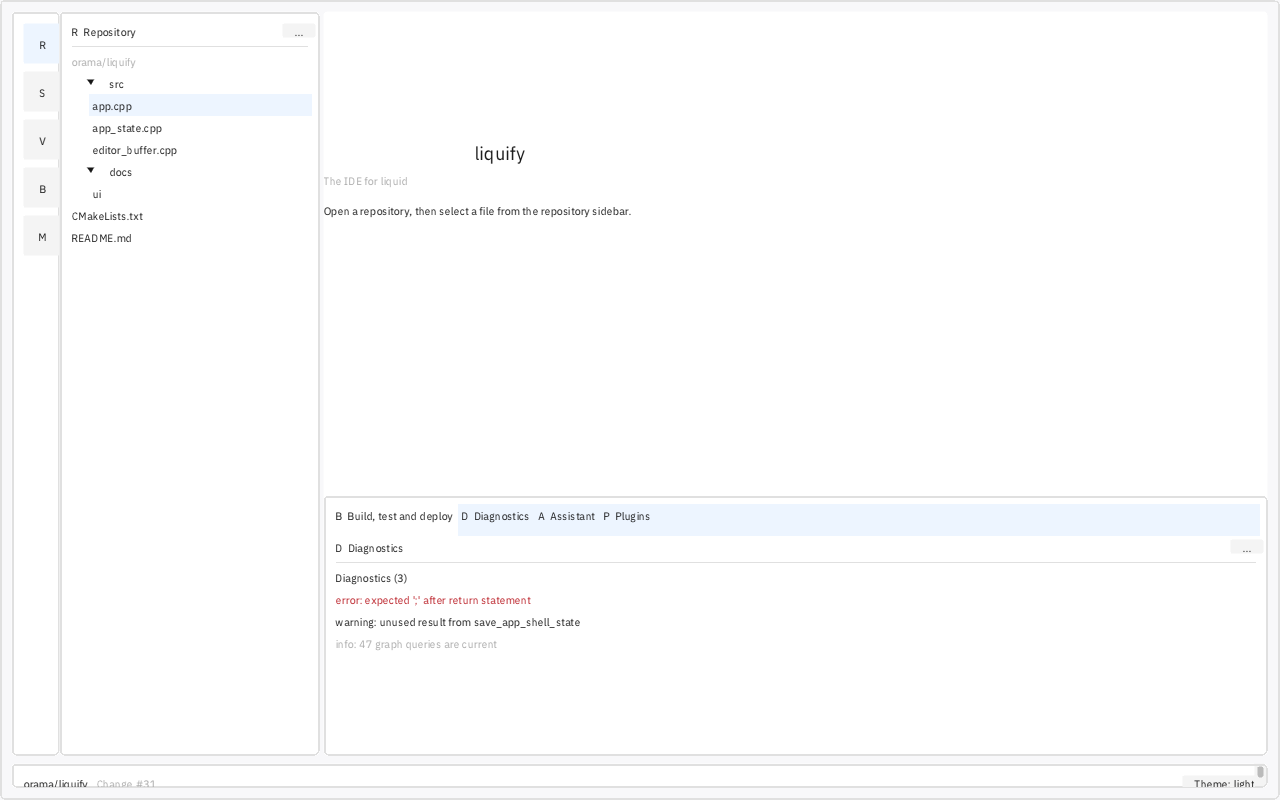 R
S
V
B
M
R Repository
...
orama/liquify
src
app.cpp
app_state.cpp
editor_buffer.cpp
docs
ui
CMakeLists.txt
README.md
liquify
The IDE for liquid
Open a repository, then select a file from the repository sidebar.
B Build, test and deploy D Diagnostics A Assistant P Plugins
D Diagnostics
...
Diagnostics (3)
error: expected ';' after return statement
warning: unused result from save_app_shell_state
info: 47 graph queries are current
orama/liquify Change #31
Theme: light